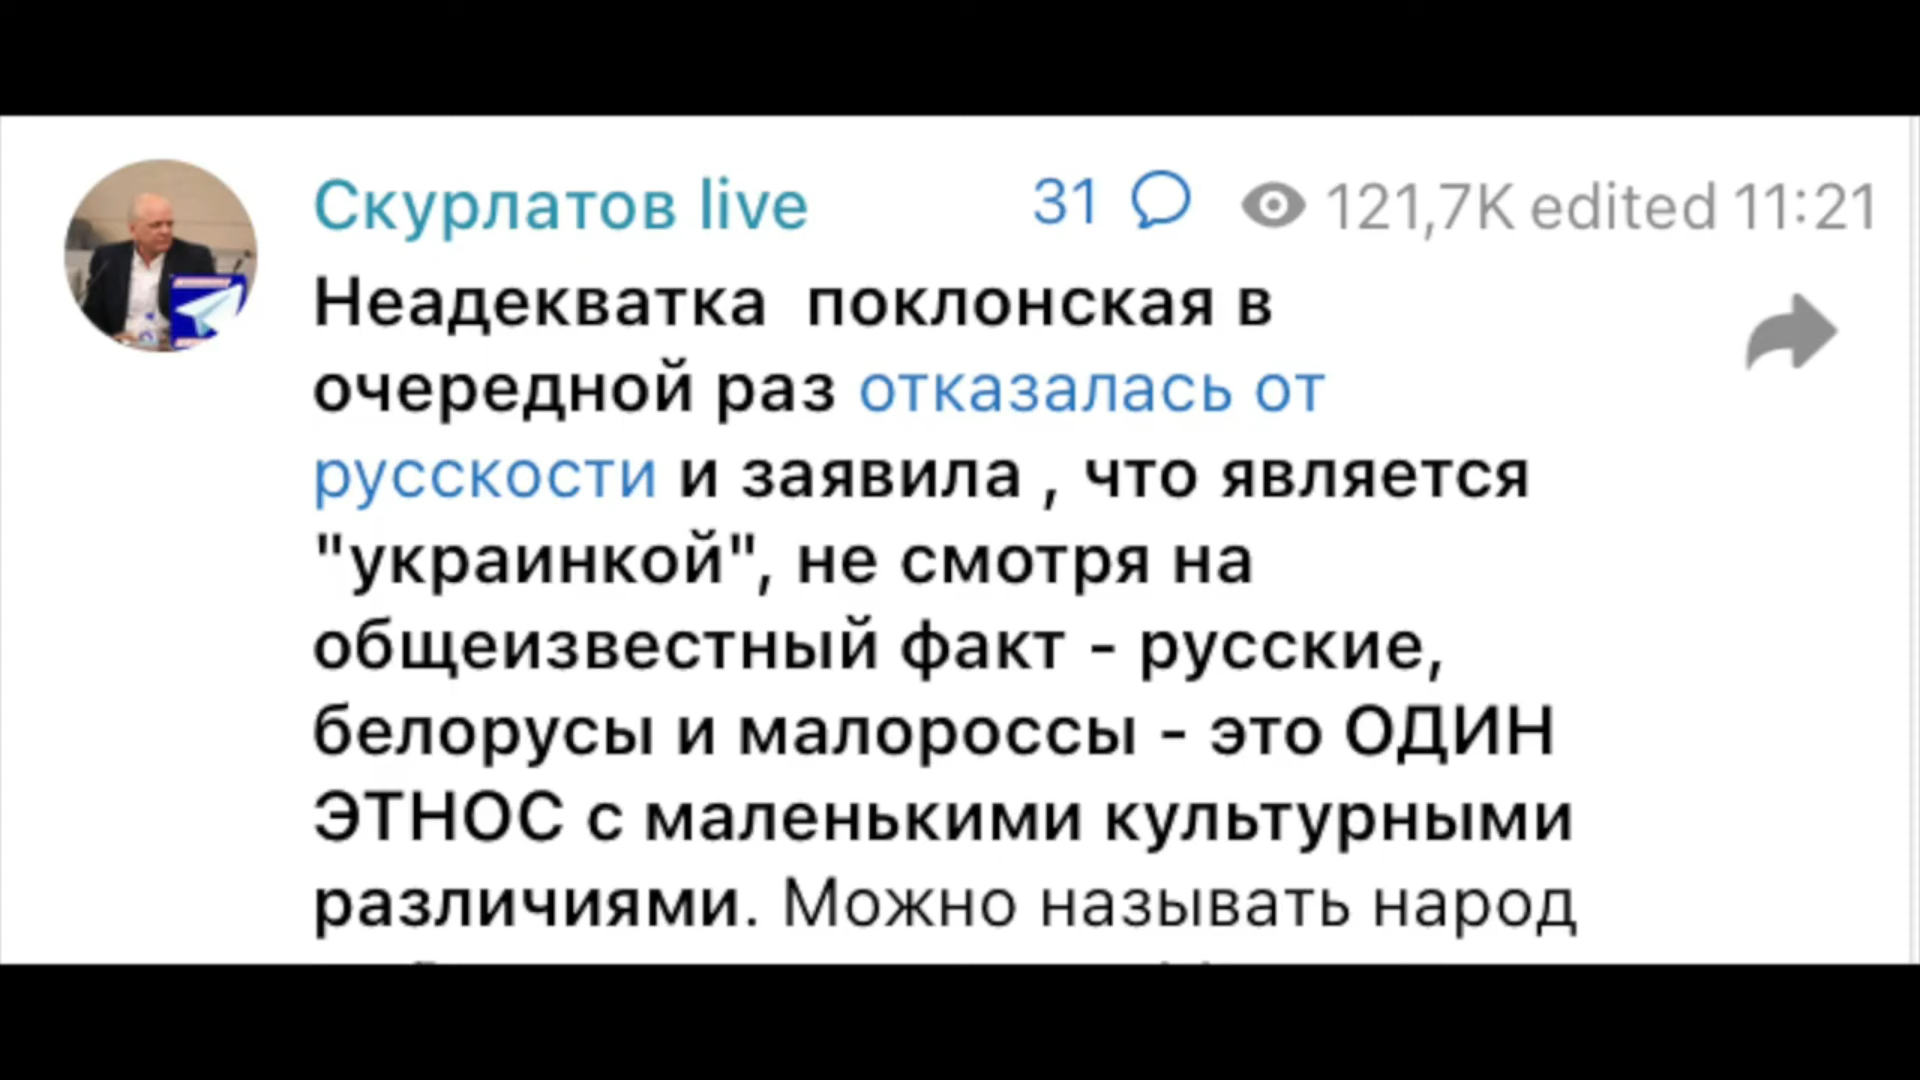 Скурлатов live 31 121,7K edited 11:21
Неадекватка поклонская в
очередной раз отказалась от
русскости и заявила , что является
"украинкой", не смотря на
общеизвестный факт - русские,
белорусы и малороссы - это ОДИН
ЭТНОС с маленькими культурными
различиями. Можно называть народ